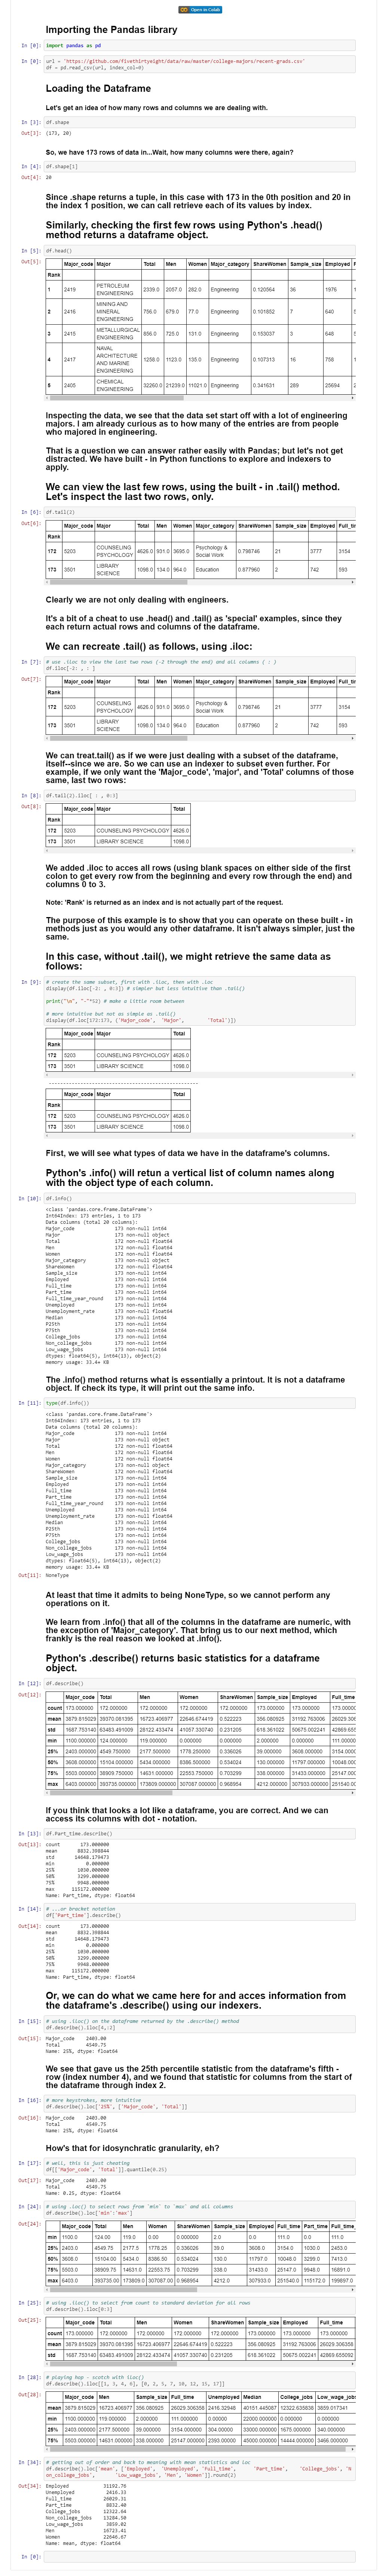 Open in Colab
Importing the Pandas library
In [0]: import pandas as pd
In [0]: url = 'https://github.com/fivethirtyeight/data/raw/master/college-majors/recent-grads.csv'
df = pd.read_csv(url, index_col=0)
Loading the Dataframe
Let's get an idea of how many rows and columns we are dealing with.
In [3]: df.shape
Out[3]: (173, 20)
So, we have 173 rows of data in...Wait, how many columns were there, again?
In [4]: df.shape[1]
Out[4]: 20
Since .shape returns a tuple, in this case with 173 in the 0th position and 20 in
the index 1 position, we can call retrieve each of its values by index.
Similarly, checking the first few rows using Python's .head()
method returns a dataframe object.
In [5]: df.head()
Out[5]:
Major_code Major Total Men Women Major_category ShareWomen Sample_size Employed
Rank
1 2419 PETROLEUM ENGINEERING 2339.0 2057.0 282.0 Engineering 0.120564 36 1976
2 2416 MINING AND MINERAL ENGINEERING 756.0 679.0 77.0 Engineering 0.101852 7 640
3 2415 METALLURGICAL ENGINEERING 856.0 725.0 131.0 Engineering 0.153037 3 648
4 2417 NAVAL ARCHITECTURE AND MARINE ENGINEERING 1258.0 1123.0 135.0 Engineering 0.107313 16 758
5 2405 CHEMICAL ENGINEERING 32260.0 21239.0 11021.0 Engineering 0.341631 289 25694
Inspecting the data, we see that the data set start off with a lot of engineering
majors. I am already curious as to how many of the entries are from people
who majored in engineering.
That is a question we can answer rather easily with Pandas; but let's not get
distracted. We have built - in Python functions to explore and indexers to
apply.
We can view the last few rows, using the built - in .tail() method.
Let's inspect the last two rows, only.
In [6]: df.tail(2)
Out[6]:
Major_code Major Total Men Women Major_category ShareWomen Sample_size Employed
Rank
172 5203 COUNSELING PSYCHOLOGY 4626.0 931.0 3695.0 Psychology & Social Work 0.798746 21 3777 3154
173 3501 LIBRARY SCIENCE 1098.0 134.0 964.0 Education 0.877960 2 742 593
Clearly we are not only dealing with engineers.
It's a bit of a cheat to use .head() and .tail() as 'special' examples, since they
each return actual rows and columns of the dataframe.
We can recreate .tail() as follows, using .iloc:
In [7]: # use .iloc to view the last two rows (-2 through the end) and all columns ( : )
df.iloc[-2: , : ]
Out[7]:
Major_code Major Total Men Women Major_category ShareWomen Sample_size Employed
Rank
172 5203 COUNSELING PSYCHOLOGY 4626.0 931.0 3695.0 Psychology & Social Work 0.798746 21 3777 3154
173 3501 LIBRARY SCIENCE 1098.0 134.0 964.0 Education 0.877960 2 742 593
We can treat.tail() as if we were just dealing with a subset of the dataframe,
itself--since we are. So we can use an indexer to subset even further. For
example, if we only want the 'Major_code', 'major', and 'Total' columns of those
same, last two rows:
In [8]: df.tail(2).iloc[ : , 0:3]
Out[8]:
Major_code Major Total
Rank
172 5203 COUNSELING PSYCHOLOGY 4626.0
173 3501 LIBRARY SCIENCE 1098.0
We added .iloc to acces all rows (using blank spaces on either side of the first
colon to get every row from the beginning and every row through the end) and
columns 0 to 3.
Note: 'Rank' is returned as an index and is not actually part of the request.
The purpose of this example is to show that you can operate on these built - in
methods just as you would any other dataframe. It isn't always simpler, just the
same.
In this case, without .tail(), we might retrieve the same data as
follows:
In [9]: # create the same subset, first with .iloc, then with loc
display(df.iloc[-2: , 0:3]) # simpler but less intuitive than .tail()
print("\n", "-"*52) # make a little room between
# more intuitive but not as simple as .tail()
display(df.loc[172:173, ('Major_code', 'Major', 'Total')])
Major_code Major Total
Rank
172 5203 COUNSELING PSYCHOLOGY 4626.0
173 3501 LIBRARY SCIENCE 1098.0
----------------------------------------------------
Major_code Major Total
Rank
172 5203 COUNSELING PSYCHOLOGY 4626.0
173 3501 LIBRARY SCIENCE 1098.0
First, we will see what types of data we have in the dataframe's columns.
Python's .info() will retun a vertical list of column names along
with the object type of each column.
In [10]: df.info()
<class 'pandas.core.frame.DataFrame'>
Int64Index: 173 entries, 1 to 173
Data columns (total 20 columns):
Major_code 173 non-null int64
Major 173 non-null object
Total 172 non-null float64
Men 172 non-null float64
Women 172 non-null float64
Major_category 173 non-null object
ShareWomen 172 non-null float64
Sample_size 173 non-null int64
Employed 173 non-null int64
Full_time 173 non-null int64
Part_time 173 non-null int64
Full_time_year_round 173 non-null int64
Unemployed 173 non-null int64
Unemployment_rate 173 non-null float64
Median 173 non-null int64
P25th 173 non-null int64
P75th 173 non-null int64
College_jobs 173 non-null int64
Non_college_jobs 173 non-null int64
Low_wage_jobs 173 non-null int64
dtypes: float64(5), int64(13), object(2)
memory usage: 33.4+ KB
The .info() method returns what is essentially a printout. It is not a dataframe
object. If check its type, it will print out the same info.
In [11]: type(df.info())
<class 'pandas.core.frame.DataFrame'>
Int64Index: 173 entries, 1 to 173
Data columns (total 20 columns):
Major_code 173 non-null int64
Major 173 non-null object
Total 172 non-null float64
Men 172 non-null float64
Women 172 non-null float64
Major_category 173 non-null object
ShareWomen 172 non-null float64
Sample_size 173 non-null int64
Employed 173 non-null int64
Full_time 173 non-null int64
Part_time 173 non-null int64
Full_time_year_round 173 non-null int64
Unemployed 173 non-null int64
Unemployment_rate 173 non-null float64
Median 173 non-null int64
P25th 173 non-null int64
P75th 173 non-null int64
College_jobs 173 non-null int64
Non_college_jobs 173 non-null int64
Low_wage_jobs 173 non-null int64
dtypes: float64(5), int64(13), object(2)
memory usage: 33.4+ KB
Out[11]: NoneType
At least that time it admits to being NoneType, so we cannot perform any
operations on it.
We learn from .info() that all of the columns in the dataframe are numeric, with
the exception of 'Major_category'. That bring us to our next method, which
frankly is the real reason we looked at .info().
Python's .describe() returns basic statistics for a dataframe
object.
In [12]: df.describe()
Out[12]:
Major_code Total Men Women ShareWomen Sample_size Employed Full_time
count 173.000000 172.000000 172.000000 172.000000 172.000000 173.000000 173.000000
mean 3879.815029 39370.081395 16723.406977 22646.674419 0.522223 356.080925 31192.763006 26029.306
std 1687.753140 63483.491009 28122.433474 41057.330740 0.231205 618.361022 50675.002241 42869.655
min 1100.000000 124.000000 119.000000 0.000000 0.000000 2.000000 0.000000 111.00000
25% 2403.000000 4549.750000 2177.500000 1778.250000 0.336026 39.000000 3608.000000 3154.0000
50% 3608.000000 15104.000000 5434.000000 8386.500000 0.534024 130.000000 11797.000000 10048.000
75% 5503.000000 38909.750000 14631.000000 22553.750000 0.703299 338.000000 31433.000000 25147.000
max 6403.000000 393735.000000 173809.000000 307087.000000 0.968954 4212.000000 307933.000000 251540.00
If you think that looks a lot like a dataframe, you are correct. And we can
access its columns with dot - notation.
In [13]: df.Part_time.describe()
Out[13]: count 173.000000
mean 8832.398844
std 14648.179473
min 0.000000
25% 1030.000000
50% 3299.000000
75% 9948.000000
max 115172.000000
Name: Part_time, dtype: float64
In [14]: # ...or bracket notation
df['Part_time'].describe()
Out[14]: count 173.000000
mean 8832.398844
std 14648.179473
min 0.000000
25% 1030.000000
50% 3299.000000
75% 9948.000000
max 115172.000000
Name: Part_time, dtype: float64
Or, we can do what we came here for and acces information from
the dataframe's .describe() using our indexers.
In [15]: # using .iloc() on the dataframe returned by the .describe() method
df.describe().iloc[4,:2]
Out[15]: Major_code 2403.00
Total 4549.75
Name: 25%, dtype: float64
We see that gave us the 25th percentile statistic from the dataframe's fifth -
row (index number 4), and we found that statistic for columns from the start of
dataframe through index 2.
In [16]: # more keystrokes, more intuitive
df.describe().loc['25%', ['Major_code', 'Total']]
Out[16]: Major_code 2403.00
Total 4549.75
Name: 25%, dtype: float64
How's that for idosynchratic granularity, eh?
In [17]: # well, this is just cheating
df[['Major_code', 'Total']].quantile(0.25)
Out[17]: Major_code 2403.00
Total 4549.75
Name: 0.25, dtype: float64
In [24]: # using .loc() to select rows from 'min' to 'max' and all columns
df.describe().loc['min':'max']
Out[24]:
Major_code Total Men Women ShareWomen Sample_size Employed Full_time Part_time Full_time
min 1100.0 124.00 119.0 0.00 0.000000 2.0 0.0 111.0 0.0 111.0
25% 2403.0 4549.75 2177.5 1778.25 0.336026 39.0 3608.0 3154.0 1030.0 2453.0
50% 3608.0 15104.00 5434.0 8386.50 0.534024 130.0 11797.0 10048.0 3299.0 7413.0
75% 5503.0 38909.75 14631.0 22553.75 0.703299 338.0 31433.0 25147.0 9948.0 16891.0
max 6403.0 393735.00 173809.0 307087.00 0.968954 4212.0 307933.0 251540.0 115172.0 199897.0
In [25]: # using .iloc() to select from count to standard deviation for all rows
df.describe().iloc[0:3]
Out[25]:
Major_code Total Men Women ShareWomen Sample_size Employed Full_time
count 173.000000 172.000000 172.000000 172.000000 172.000000 173.000000 173.000000 173.000000
mean 3879.815029 39370.081395 16723.406977 22646.674419 0.522223 356.080925 31192.763006 26029.306358
std 1687.753140 63483.491009 28122.433474 41057.330740 0.231205 618.361022 50675.002241 42869.655092
In [28]: # playing hop - scotch with iloc()
df.describe().iloc[[1, 3, 4, 6], [0, 2, 5, 7, 10, 12, 15, 17]]
Out[28]:
Major_code Men Sample_size Full_time Unemployed Median College_jobs Low_wage_jobs
mean 3879.815029 16723.406977 356.080925 26029.306358 2416.32948 40151.445087 12322.635838 3859.017341
min 1100.000000 119.000000 2.000000 111.000000 0.00000 22000.000000 0.000000 0.000000
25% 2403.000000 2177.500000 39.000000 3154.000000 304.00000 33000.000000 1675.000000 340.000000
75% 5503.000000 14631.000000 338.000000 25147.000000 2393.00000 45000.000000 14444.000000 3466.000000
In [34]: # getting out of order and back to meaning with mean statistics and loc
df.describe().loc['mean', ['Employed', 'Unemployed', 'Full_time', 'Part_time', 'College_jobs', 'N
on_college_jobs', 'Low_wage_jobs', 'Men', 'Women']].round(2)
Out[34]: Employed 31192.76
Unemployed 2416.33
Full_time 26029.31
Part_time 8832.40
College_jobs 12322.64
Non_college_jobs 13284.50
Low_wage_jobs 3859.02
Men 16723.41
Women 22646.67
Name: mean, dtype: float64
In [0]: